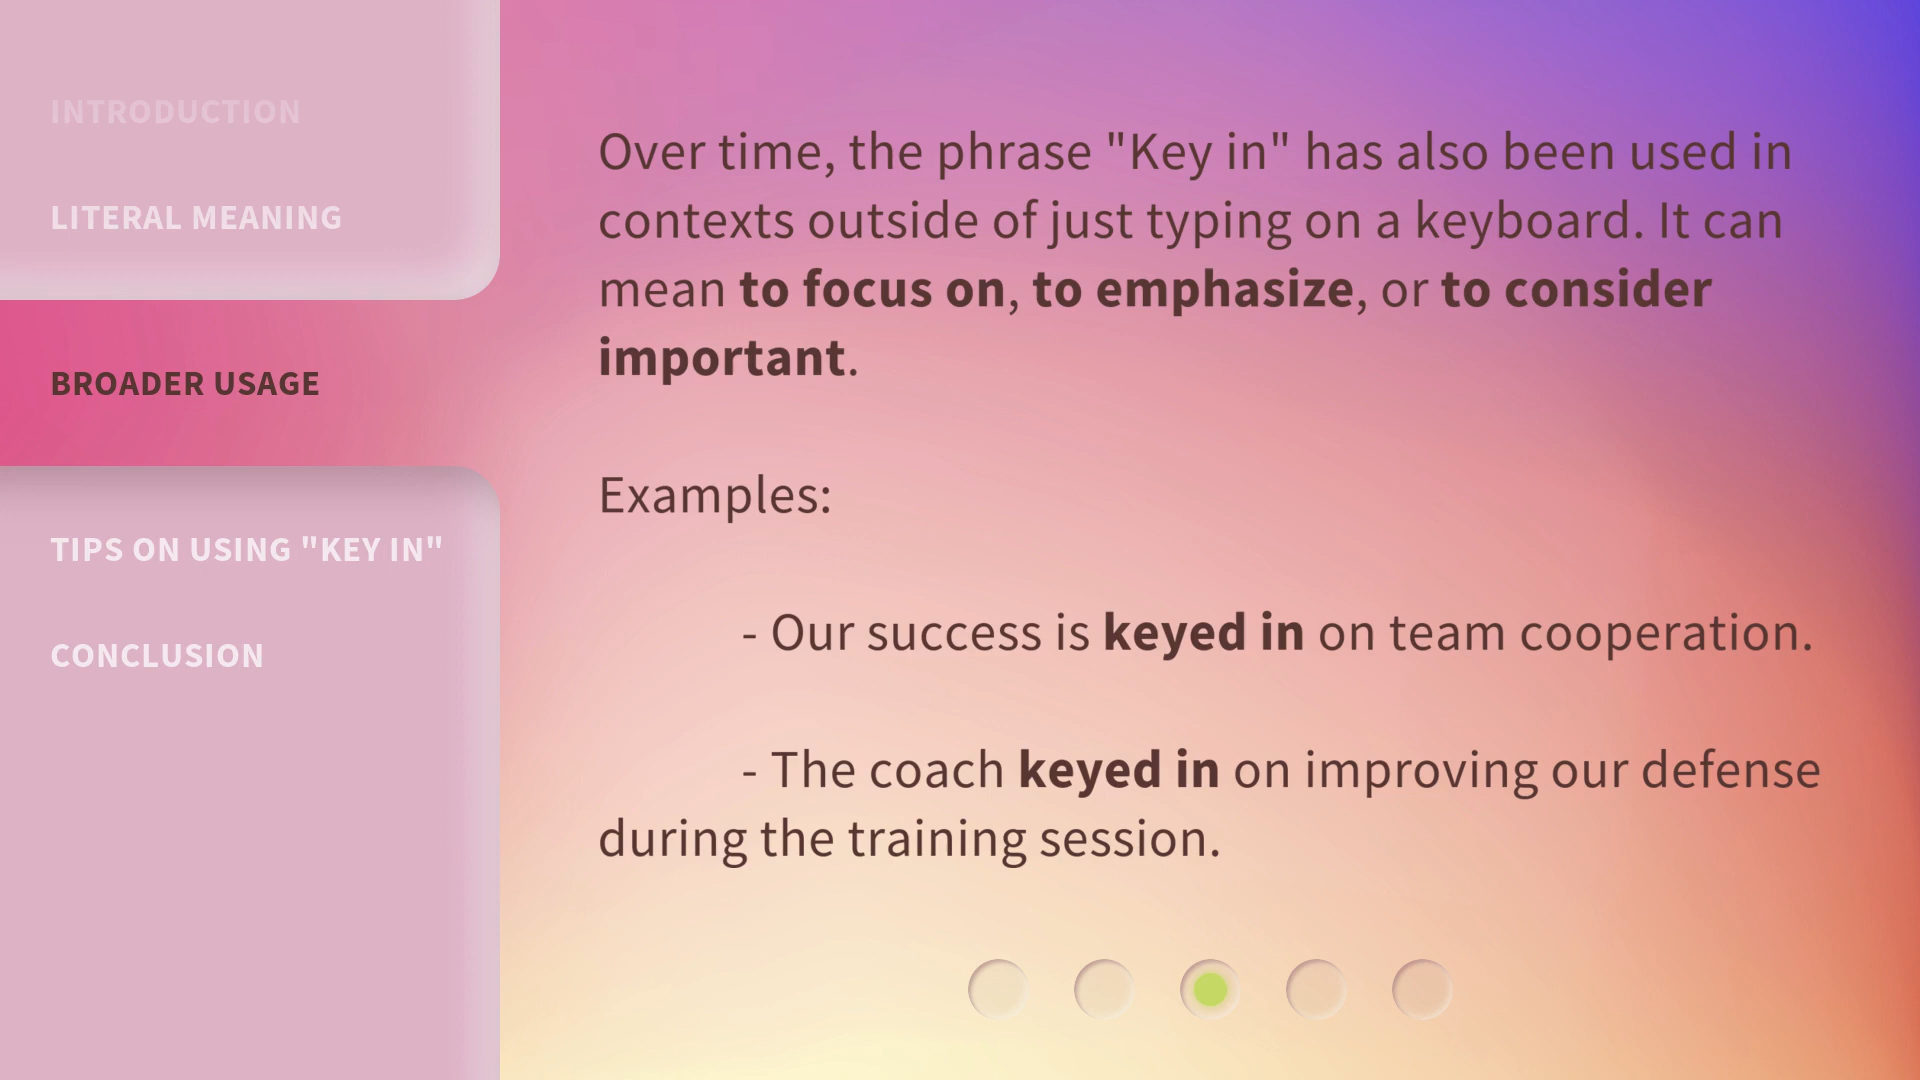 INTRODUCTION
LITERAL MEANING
BROADER USAGE
TIPS ON USING "KEY IN"
CONCLUSION
Over time, the phrase "Key in" has also been used in
contexts outside of just typing on a keyboard. It can
mean to focus on, to emphasize, or to consider
important.
Examples:
- Our success is keyed in on team cooperation.
- The coach keyed in on improving our defense
during the training session.